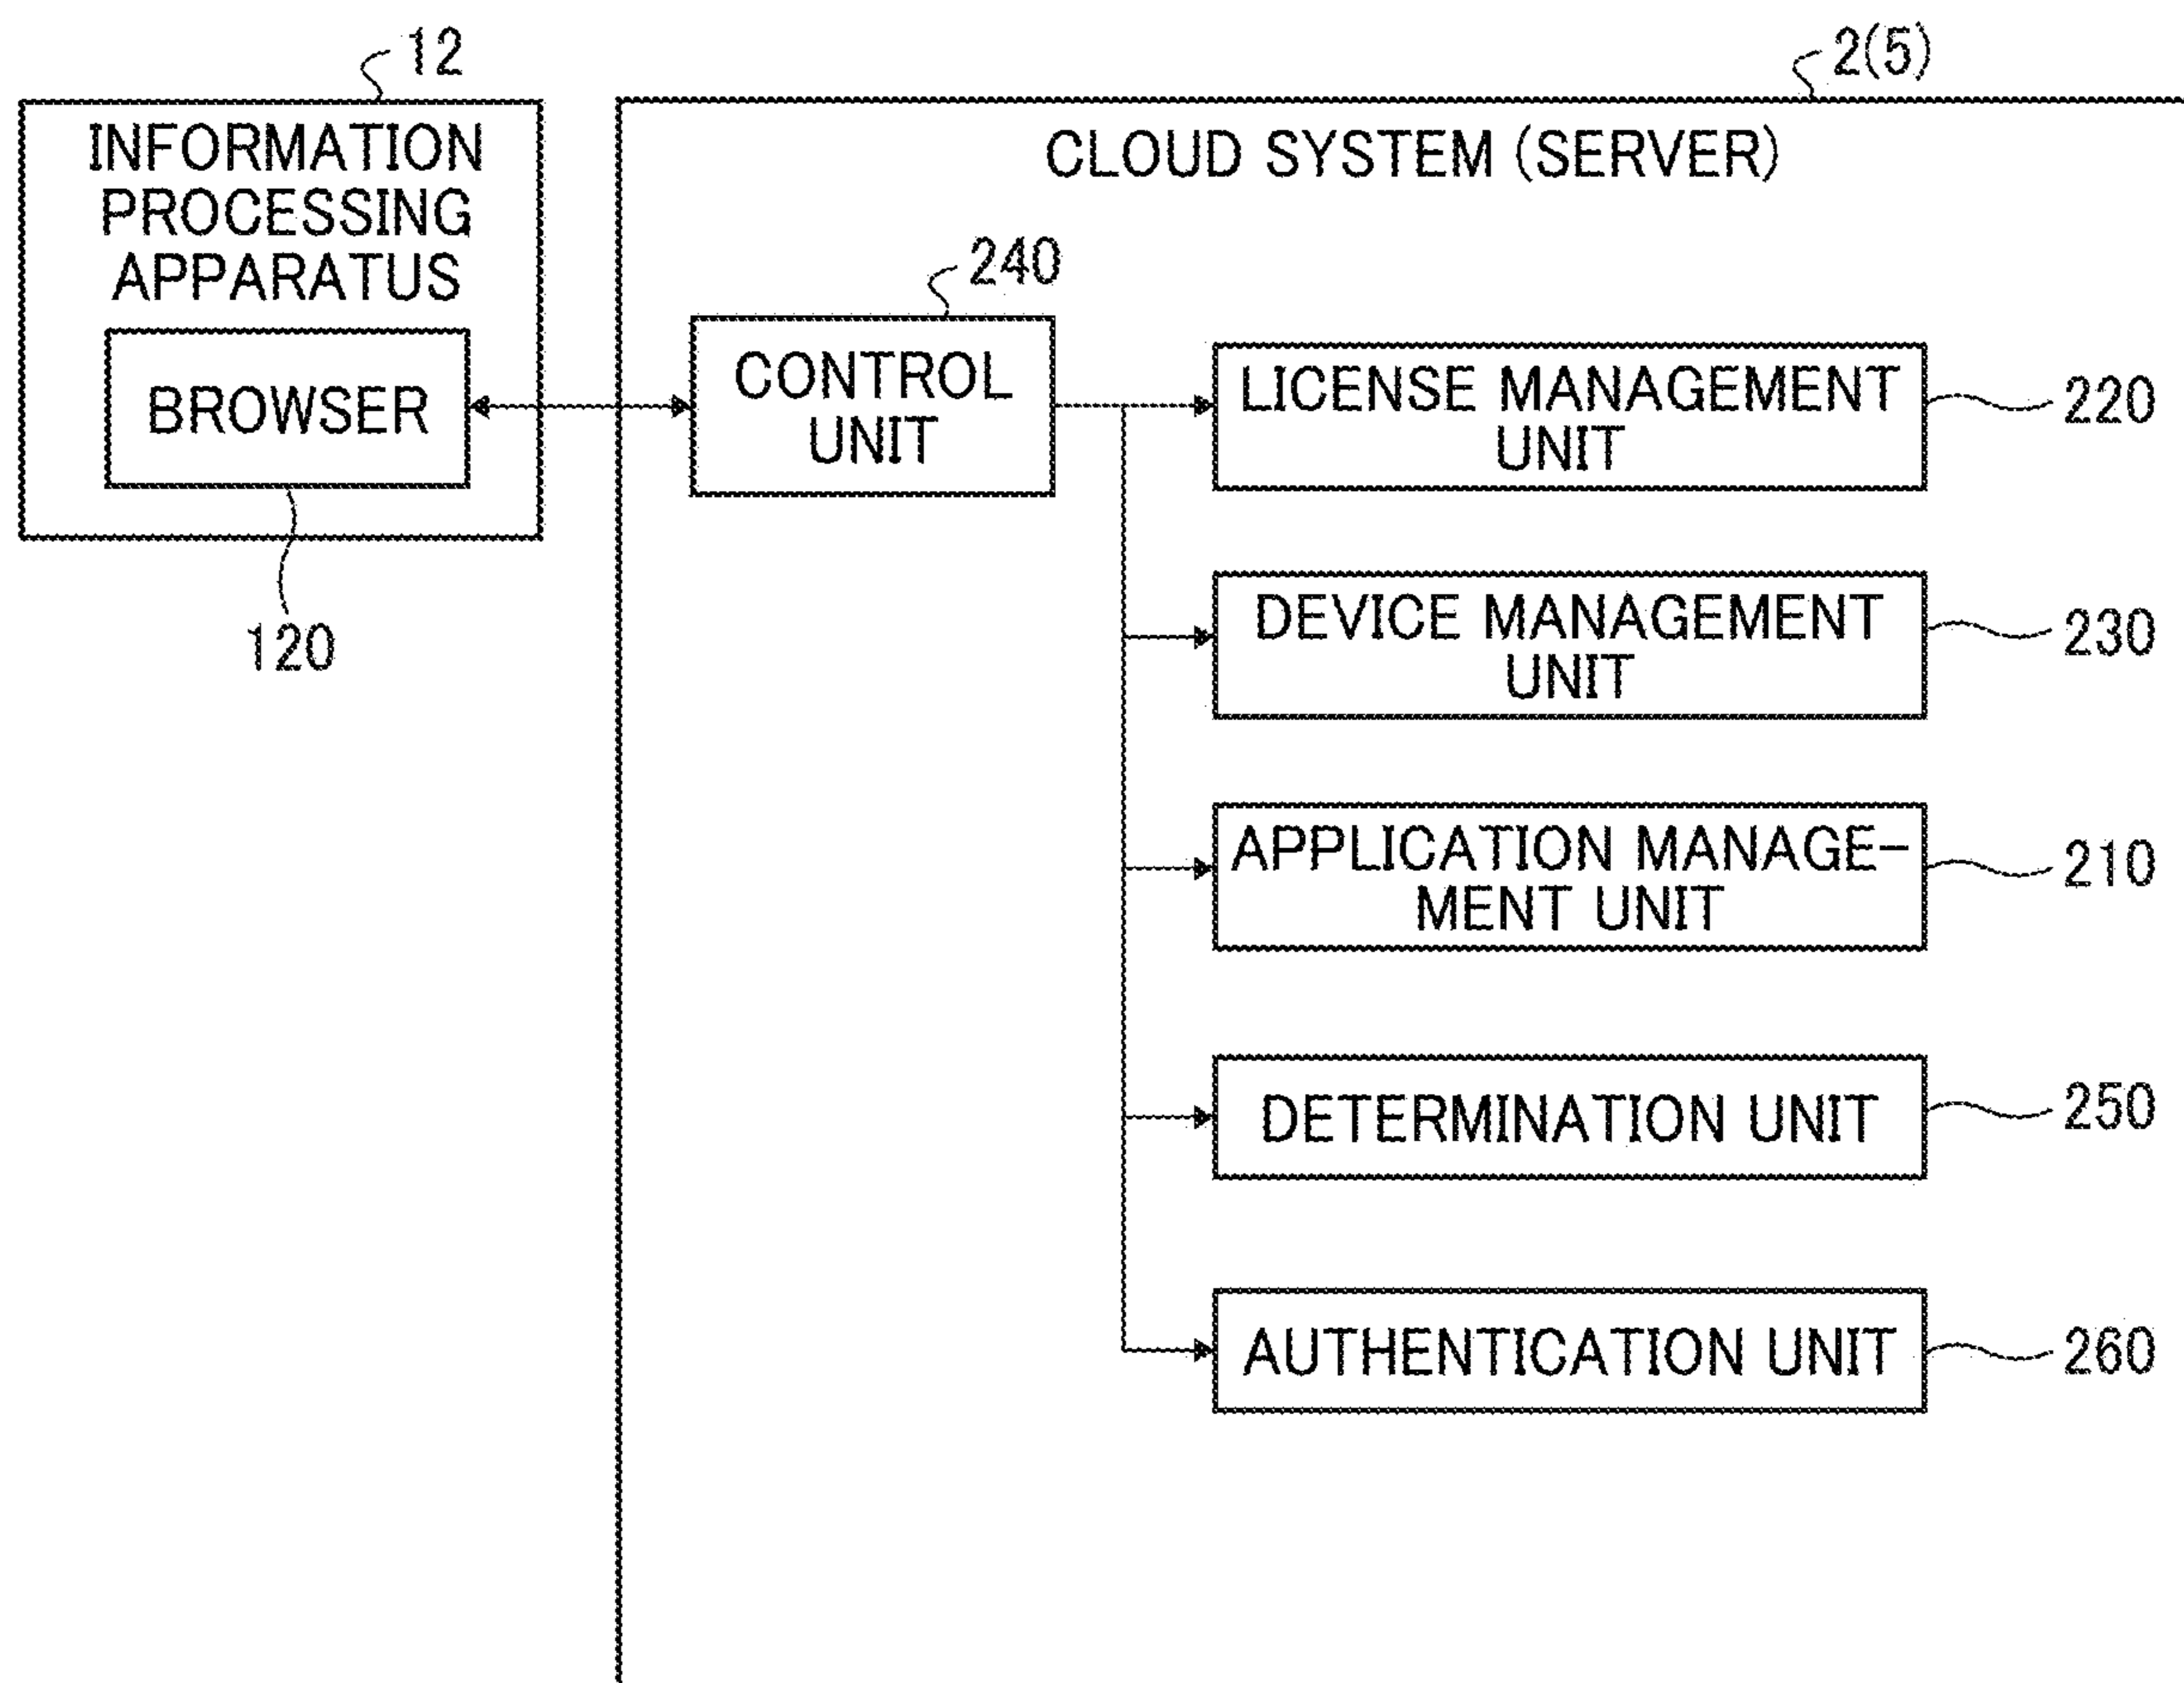 12
INFORMATION
PROCESSING
APPARATUS
BROWSER
120
2(5)
CLOUD SYSTEM (SERVER)
240
CONTROL
UNIT
LICENSE MANAGEMENT
UNIT
220
DEVICE MANAGEMENT
UNIT
230
APPLICATION MANAGE-
MENT UNIT
210
DETERMINATION UNIT
250
AUTHENTICATION UNIT
260